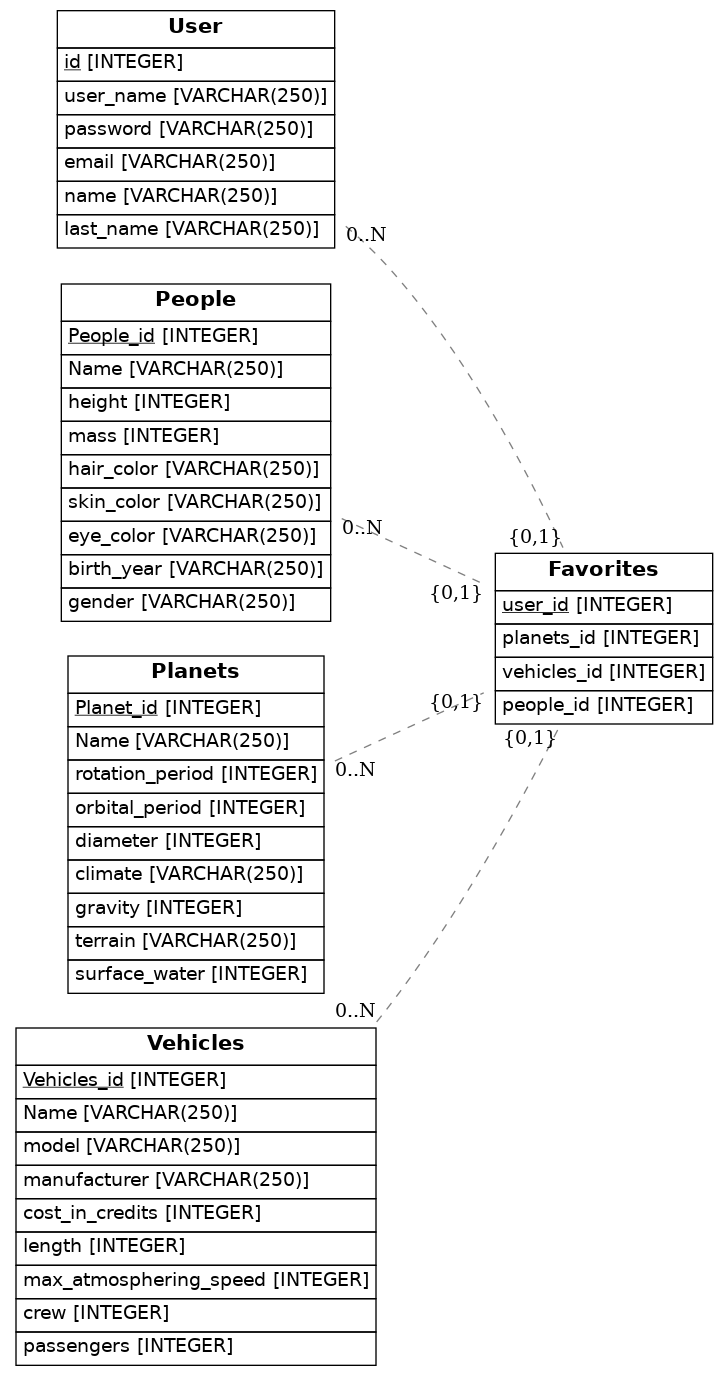 User
id [INTEGER]
user_name [VARCHAR(250)]
password [VARCHAR(250)]
email [VARCHAR(250)]
name [VARCHAR(250)]
last_name [VARCHAR(250)]
0..N
People
People_id [INTEGER]
Name [VARCHAR(250)]
height [INTEGER]
mass [INTEGER]
hair_color [VARCHAR(250)]
skin_color [VARCHAR(250)]
eye_color [VARCHAR(250)]
birth_year [VARCHAR(250)]
gender [VARCHAR(250)]
0..N
{0,1}
{0,1}
Favorites
user_id [INTEGER]
planets_id [INTEGER]
vehicles_id [INTEGER]
people_id [INTEGER]
{0,1}
{0,1}
Planets
Planet_id [INTEGER]
Name [VARCHAR(250)]
rotation_period [INTEGER]
orbital_period [INTEGER]
diameter [INTEGER]
climate [VARCHAR(250)]
gravity [INTEGER]
terrain [VARCHAR(250)]
surface_water [INTEGER]
0..N
0..N
Vehicles
Vehicles_id [INTEGER]
Name [VARCHAR(250)]
model [VARCHAR(250)]
manufacturer [VARCHAR(250)]
cost_in_credits [INTEGER]
length [INTEGER]
max_atmosphering_speed [INTEGER]
crew [INTEGER]
passengers [INTEGER]